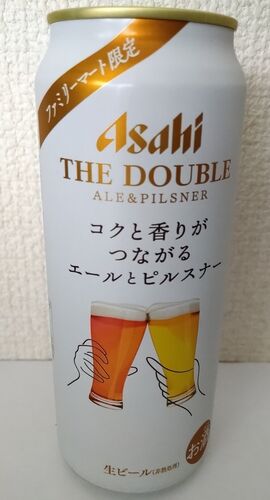 ファミリーマート限定
Asahi
THE DOUBLE
ALE&PILSNER
コクと香りが
つながる
エールとピルスナー
お酒
生ビール(非熱処理)